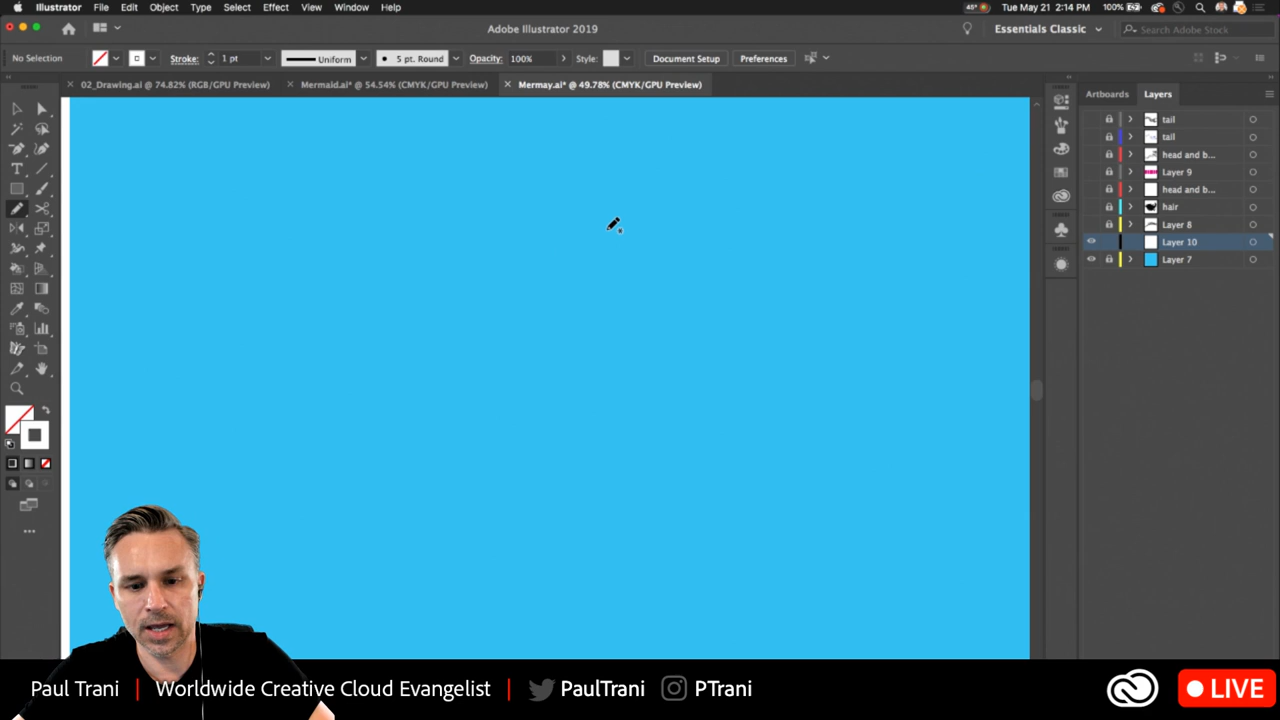 Illustrator File Edit Object Type Select Effect View Window Help 45° 100% Tue May 21 2:14 PM
Adobe Illustrator 2019 Essentials Classic Search Adobe Stock
No Selection Stroke: 1 pt Uniform 5 pt. Round Opacity: 100% Style: Document Setup Preferences
02_Drawing.ai @ 74.82% (RGB/GPU Preview) Mermaid.ai* @ 54.54% (CMYK/GPU Preview) Mermay.ai* @ 49.78% (CMYK/GPU Preview)
Artboards Layers
tail
tail
head and b...
Layer 9
head and b...
hair
Layer 8
Layer 10
Layer 7
Paul Trani | Worldwide Creative Cloud Evangelist | PaulTrani PTrani LIVE